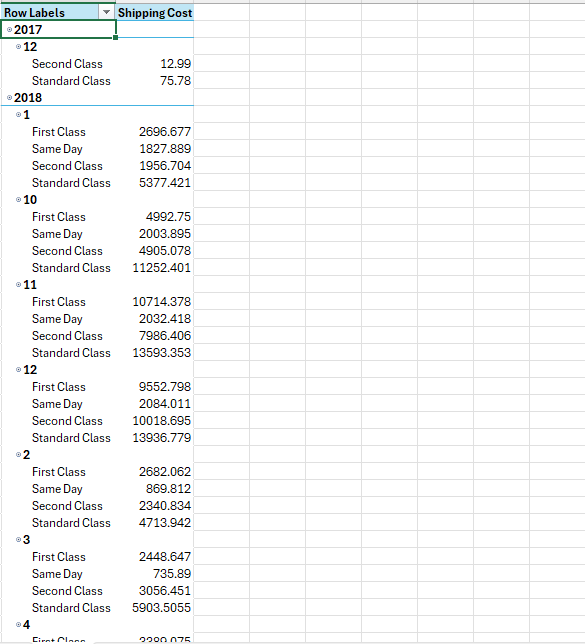 Row Labels Shipping Cost
2017
12
Second Class 12.99
Standard Class 75.78
2018
1
First Class 2696.677
Same Day 1827.889
Second Class 1956.704
Standard Class 5377.421
10
First Class 4992.75
Same Day 2003.895
Second Class 4905.078
Standard Class 11252.401
11
First Class 10714.378
Same Day 2032.418
Second Class 7986.406
Standard Class 13593.353
12
First Class 9552.798
Same Day 2084.011
Second Class 10018.695
Standard Class 13936.779
2
First Class 2682.062
Same Day 869.812
Second Class 2340.834
Standard Class 4713.942
3
First Class 2448.647
Same Day 735.89
Second Class 3056.451
Standard Class 5903.5055
4
First Class